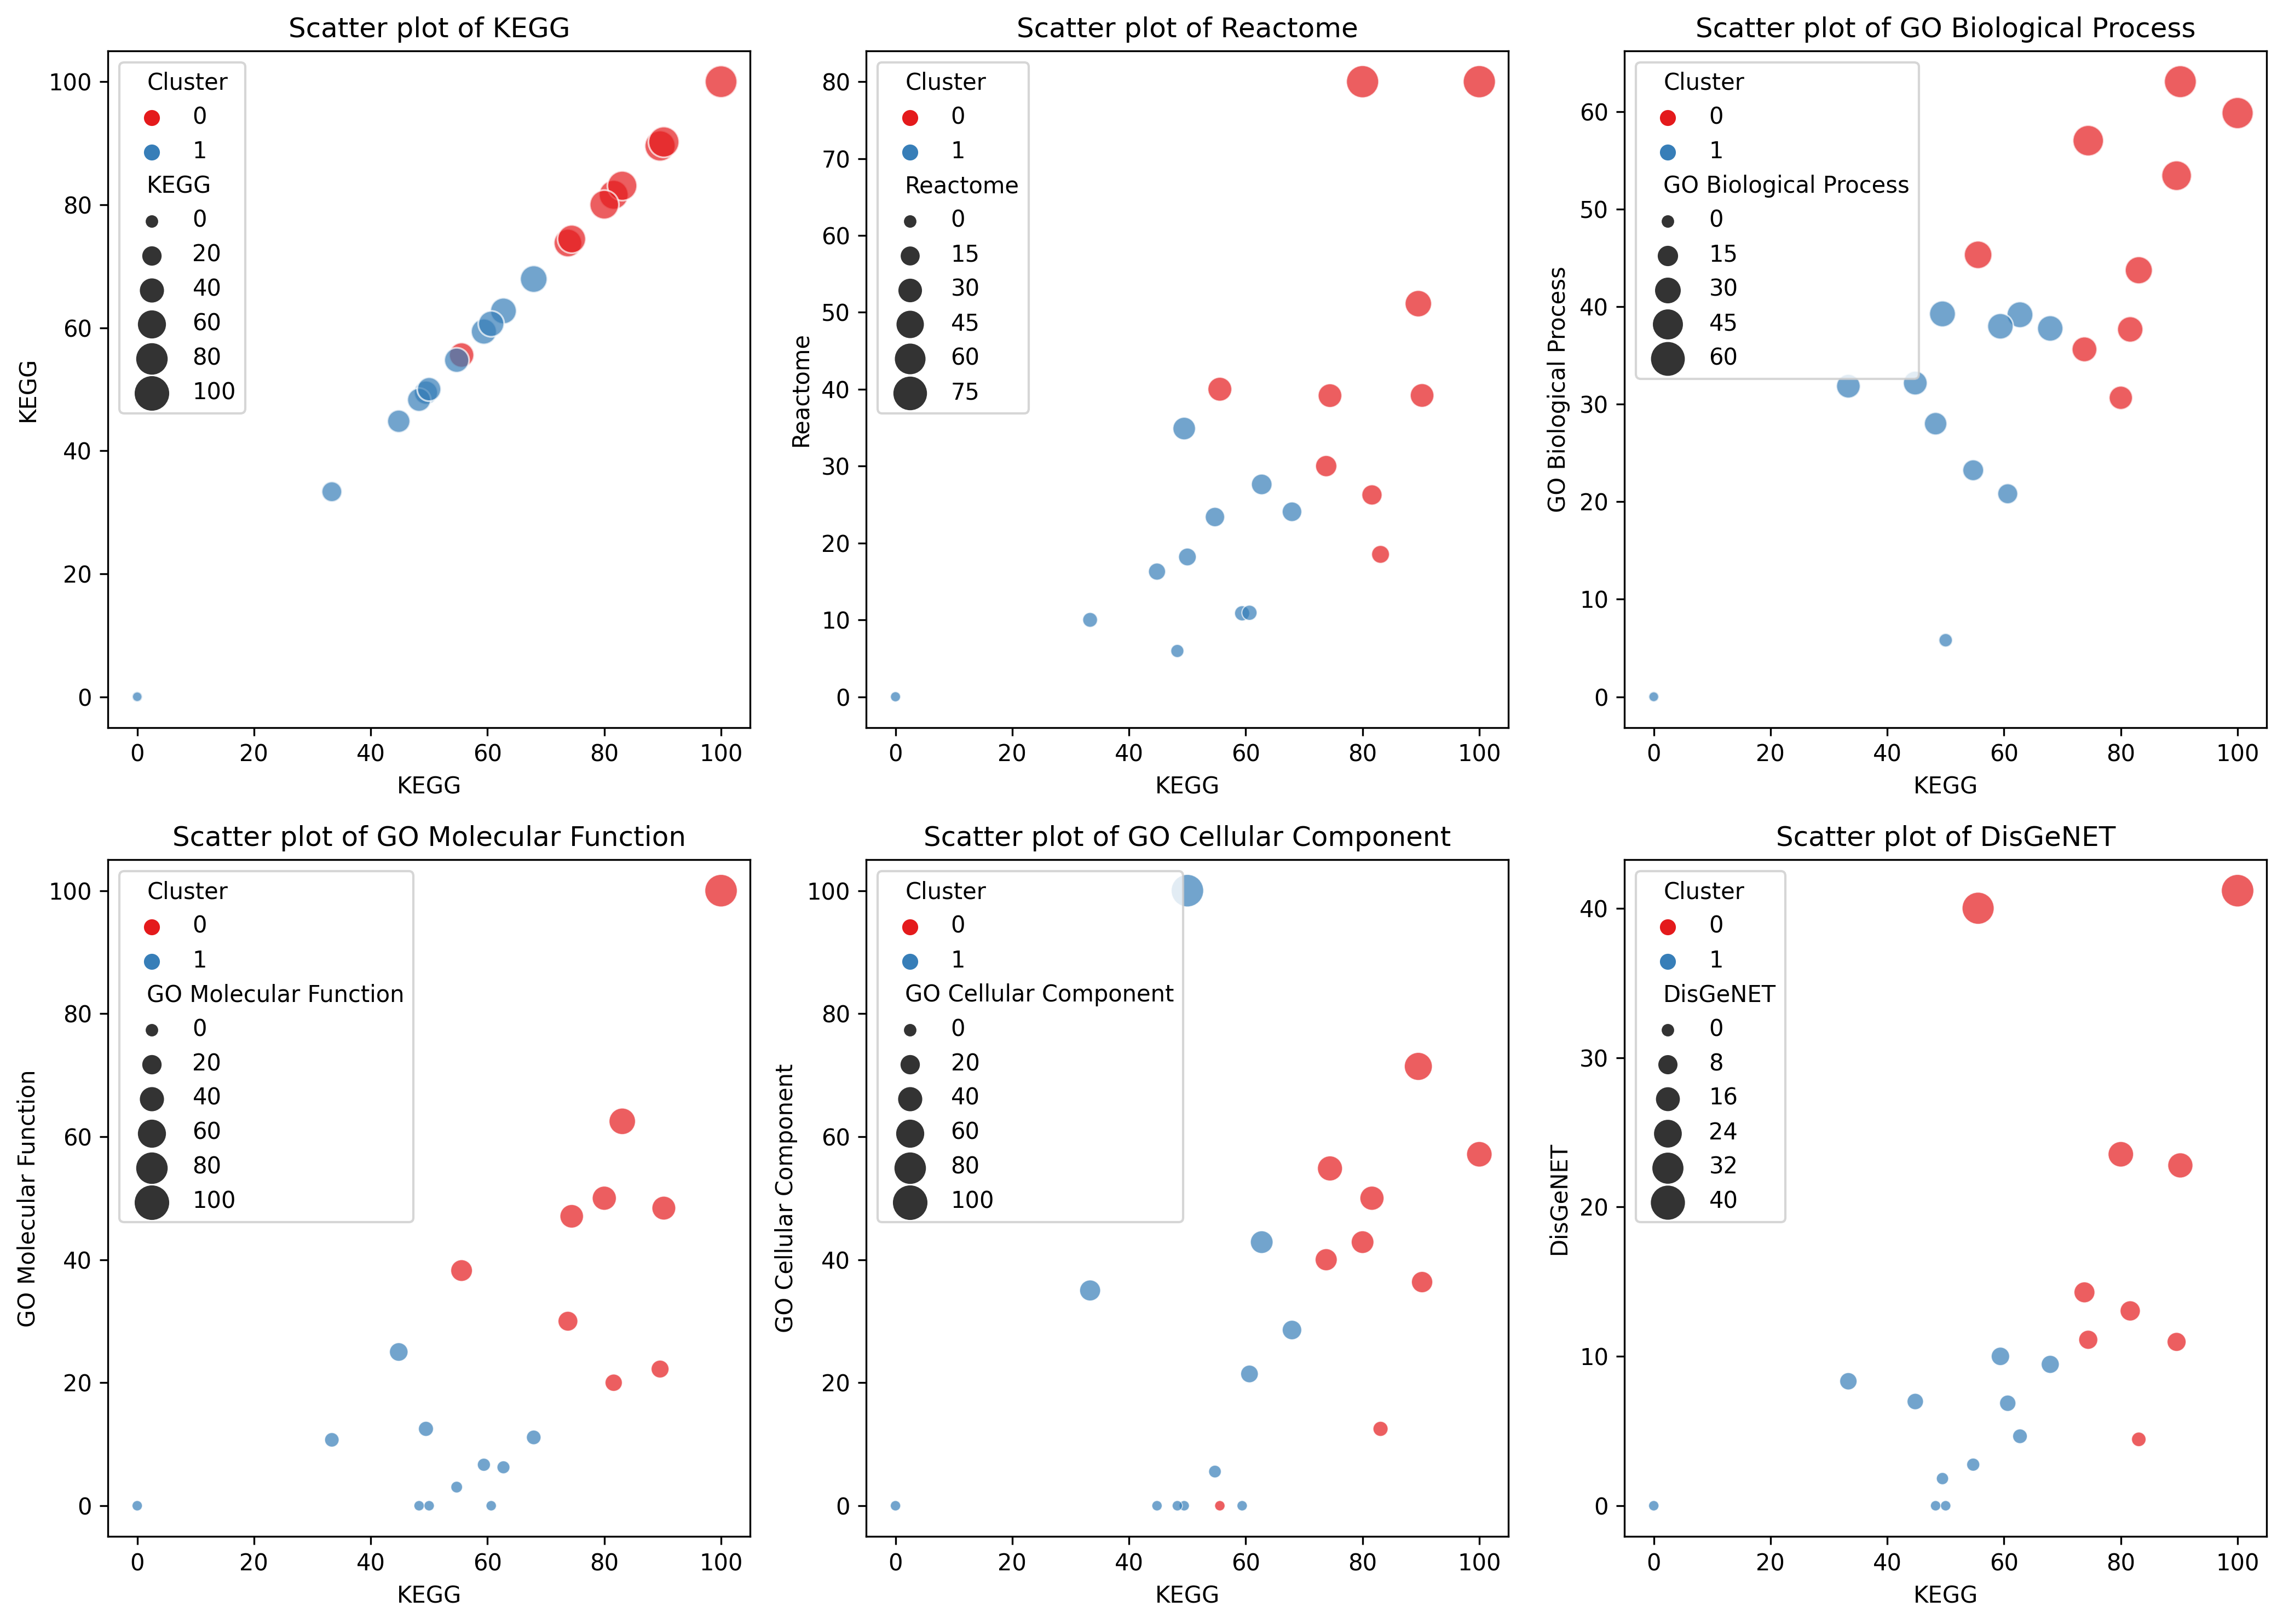 Scatter plot of KEGG
Cluster
0
1
KEGG
0
20
40
60
80
100
100
80
60
40
20
0
KEGG
0 20 40 60 80 100
KEGG
Scatter plot of Reactome
Cluster
0
1
Reactome
0
15
30
45
60
75
80
70
60
50
40
30
20
10
0
Reactome
0 20 40 60 80 100
KEGG
Scatter plot of GO Biological Process
Cluster
0
1
GO Biological Process
0
15
30
45
60
60
50
40
30
20
10
0
GO Biological Process
0 20 40 60 80 100
KEGG
Scatter plot of GO Molecular Function
Cluster
0
1
GO Molecular Function
0
20
40
60
80
100
100
80
60
40
20
0
GO Molecular Function
0 20 40 60 80 100
KEGG
Scatter plot of GO Cellular Component
Cluster
0
1
GO Cellular Component
0
20
40
60
80
100
100
80
60
40
20
0
GO Cellular Component
0 20 40 60 80 100
KEGG
Scatter plot of DisGeNET
Cluster
0
1
DisGeNET
0
8
16
24
32
40
40
30
20
10
0
DisGeNET
0 20 40 60 80 100
KEGG